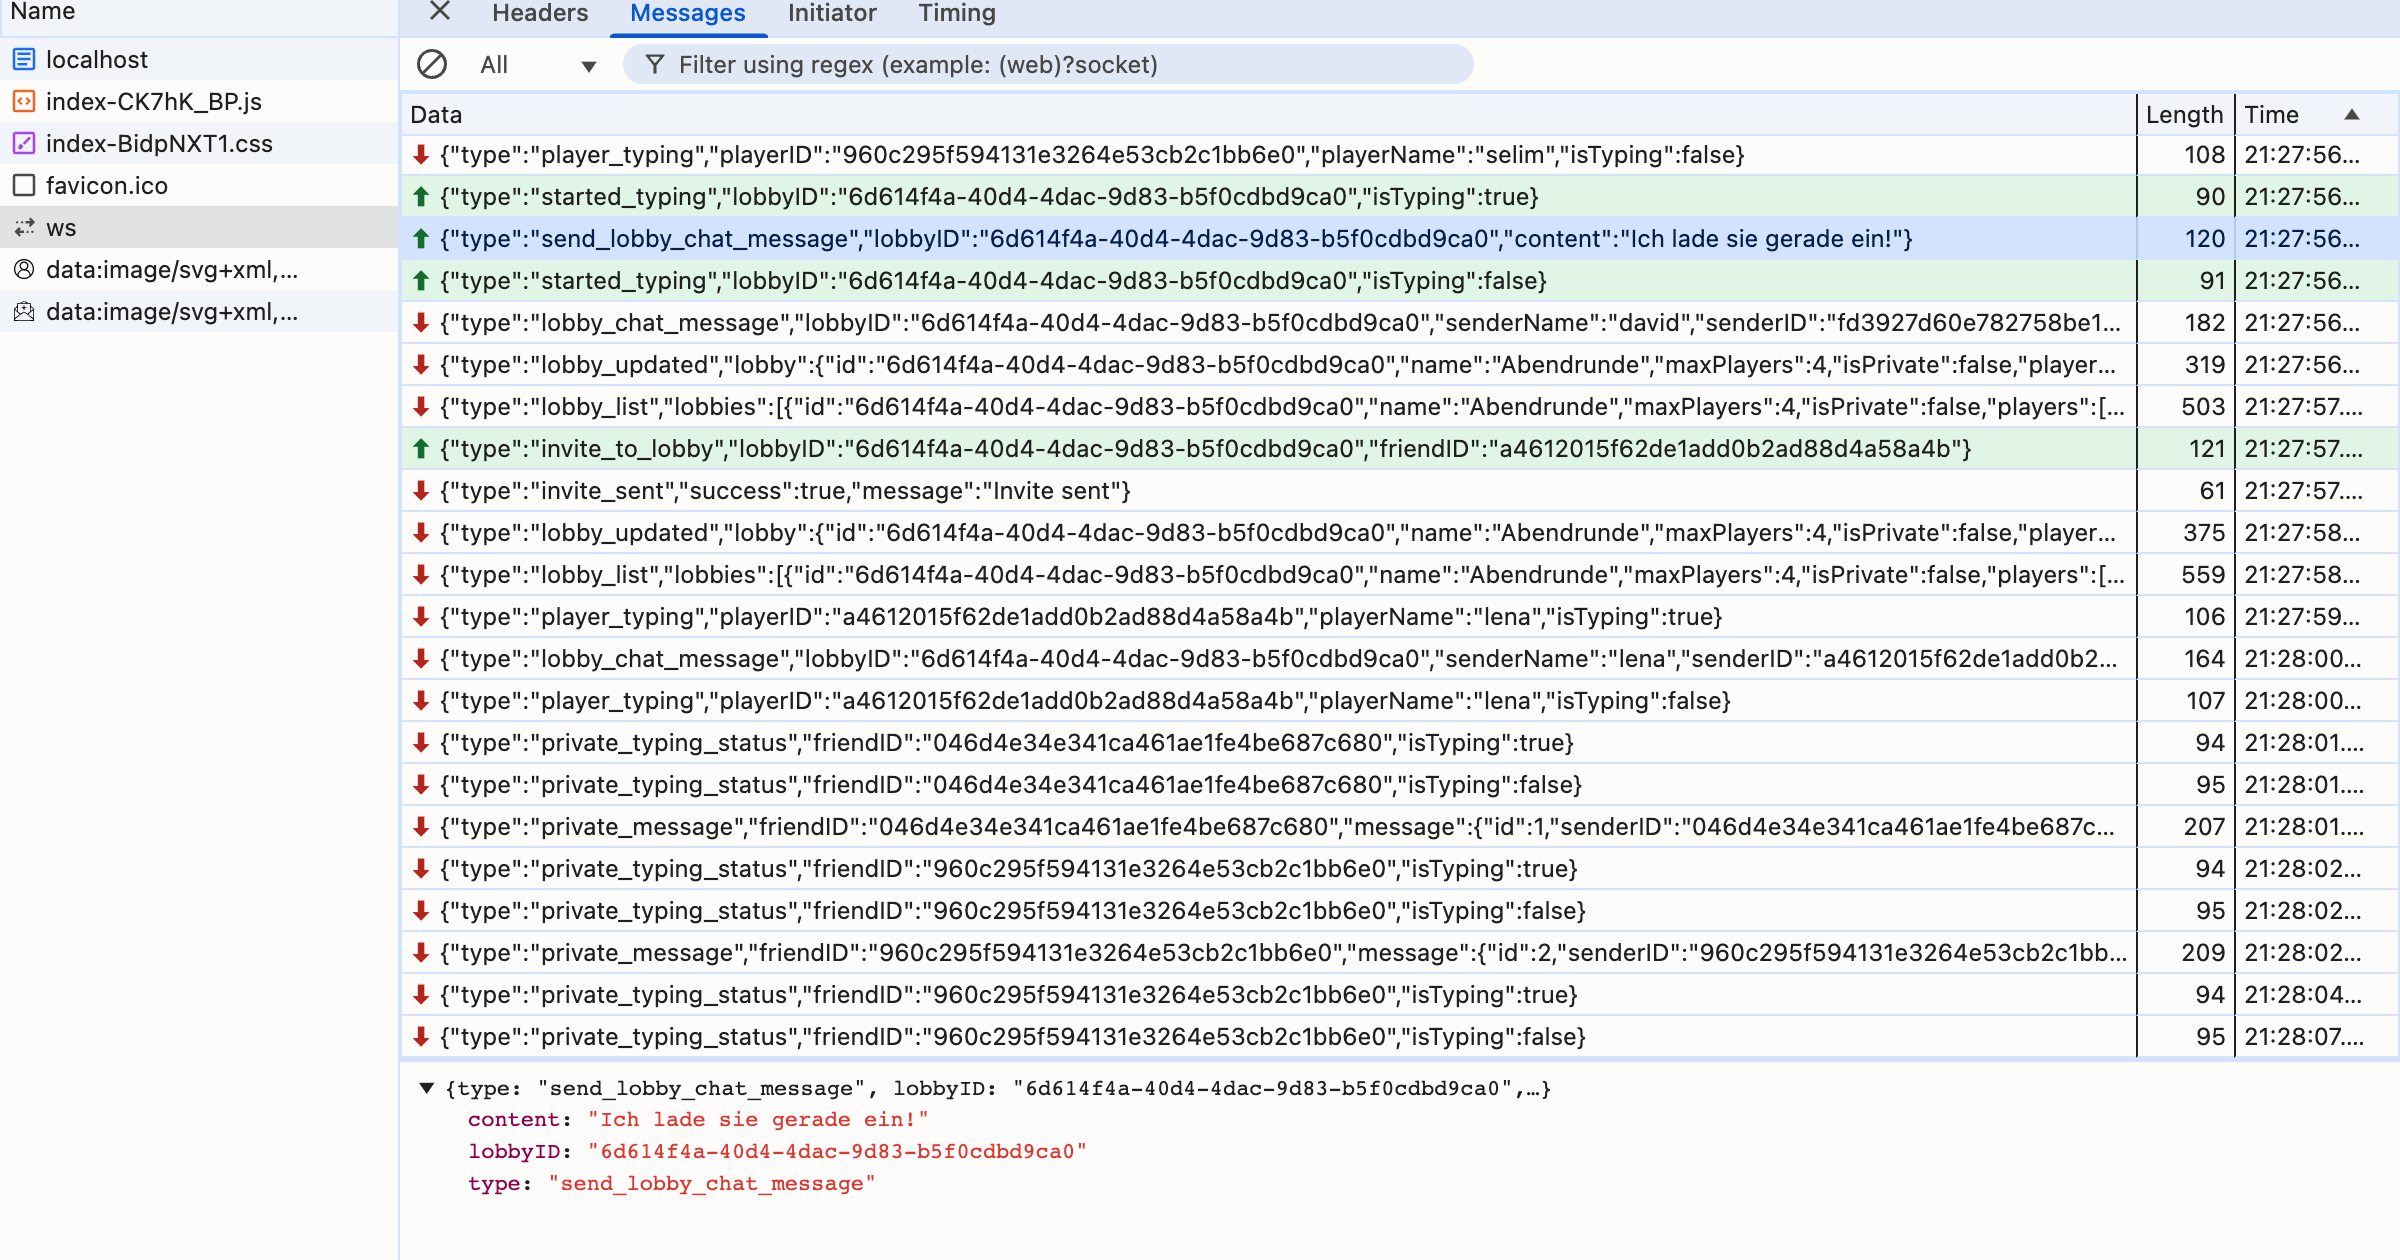 Name
Headers Messages Initiator Timing
All Filter using regex (example: (web)?socket)
localhost
index-CK7hK_BP.js
index-BidpNXT1.css
favicon.ico
ws
data:image/svg+xml,...
data:image/svg+xml,...
Data Length Time
{"type":"player_typing","playerID":"960c295f594131e3264e53cb2c1bb6e0","playerName":"selim","isTyping":false} 108 21:27:56...
{"type":"started_typing","lobbyID":"6d614f4a-40d4-4dac-9d83-b5f0cdbd9ca0","isTyping":true} 90 21:27:56...
{"type":"send_lobby_chat_message","lobbyID":"6d614f4a-40d4-4dac-9d83-b5f0cdbd9ca0","content":"Ich lade sie gerade ein!"} 120 21:27:56...
{"type":"started_typing","lobbyID":"6d614f4a-40d4-4dac-9d83-b5f0cdbd9ca0","isTyping":false} 91 21:27:56...
{"type":"lobby_chat_message","lobbyID":"6d614f4a-40d4-4dac-9d83-b5f0cdbd9ca0","senderName":"david","senderID":"fd3927d60e782758be1... 182 21:27:56...
{"type":"lobby_updated","lobby":{"id":"6d614f4a-40d4-4dac-9d83-b5f0cdbd9ca0","name":"Abendrunde","maxPlayers":4,"isPrivate":false,"player... 319 21:27:56...
{"type":"lobby_list","lobbies":[{"id":"6d614f4a-40d4-4dac-9d83-b5f0cdbd9ca0","name":"Abendrunde","maxPlayers":4,"isPrivate":false,"players":[... 503 21:27:57....
{"type":"invite_to_lobby","lobbyID":"6d614f4a-40d4-4dac-9d83-b5f0cdbd9ca0","friendID":"a4612015f62de1add0b2ad88d4a58a4b"} 121 21:27:57....
{"type":"invite_sent","success":true,"message":"Invite sent"} 61 21:27:57....
{"type":"lobby_updated","lobby":{"id":"6d614f4a-40d4-4dac-9d83-b5f0cdbd9ca0","name":"Abendrunde","maxPlayers":4,"isPrivate":false,"player... 375 21:27:58...
{"type":"lobby_list","lobbies":[{"id":"6d614f4a-40d4-4dac-9d83-b5f0cdbd9ca0","name":"Abendrunde","maxPlayers":4,"isPrivate":false,"players":[... 559 21:27:58...
{"type":"player_typing","playerID":"a4612015f62de1add0b2ad88d4a58a4b","playerName":"lena","isTyping":true} 106 21:27:59...
{"type":"lobby_chat_message","lobbyID":"6d614f4a-40d4-4dac-9d83-b5f0cdbd9ca0","senderName":"lena","senderID":"a4612015f62de1add0b2... 164 21:28:00...
{"type":"player_typing","playerID":"a4612015f62de1add0b2ad88d4a58a4b","playerName":"lena","isTyping":false} 107 21:28:00...
{"type":"private_typing_status","friendID":"046d4e34e341ca461ae1fe4be687c680","isTyping":true} 94 21:28:01....
{"type":"private_typing_status","friendID":"046d4e34e341ca461ae1fe4be687c680","isTyping":false} 95 21:28:01....
{"type":"private_message","friendID":"046d4e34e341ca461ae1fe4be687c680","message":{"id":1,"senderID":"046d4e34e341ca461ae1fe4be687c... 207 21:28:01....
{"type":"private_typing_status","friendID":"960c295f594131e3264e53cb2c1bb6e0","isTyping":true} 94 21:28:02...
{"type":"private_typing_status","friendID":"960c295f594131e3264e53cb2c1bb6e0","isTyping":false} 95 21:28:02...
{"type":"private_message","friendID":"960c295f594131e3264e53cb2c1bb6e0","message":{"id":2,"senderID":"960c295f594131e3264e53cb2c1bb... 209 21:28:02...
{"type":"private_typing_status","friendID":"960c295f594131e3264e53cb2c1bb6e0","isTyping":true} 94 21:28:04...
{"type":"private_typing_status","friendID":"960c295f594131e3264e53cb2c1bb6e0","isTyping":false} 95 21:28:07....
{type: "send_lobby_chat_message", lobbyID: "6d614f4a-40d4-4dac-9d83-b5f0cdbd9ca0",…}
content: "Ich lade sie gerade ein!"
lobbyID: "6d614f4a-40d4-4dac-9d83-b5f0cdbd9ca0"
type: "send_lobby_chat_message"